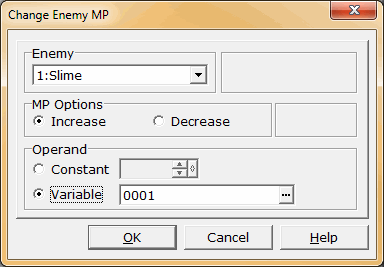 Change Enemy MP
Enemy
1:Slime
MP Options
Increase Decrease
Operand
Constant
Variable 0001 ...
OK Cancel Help